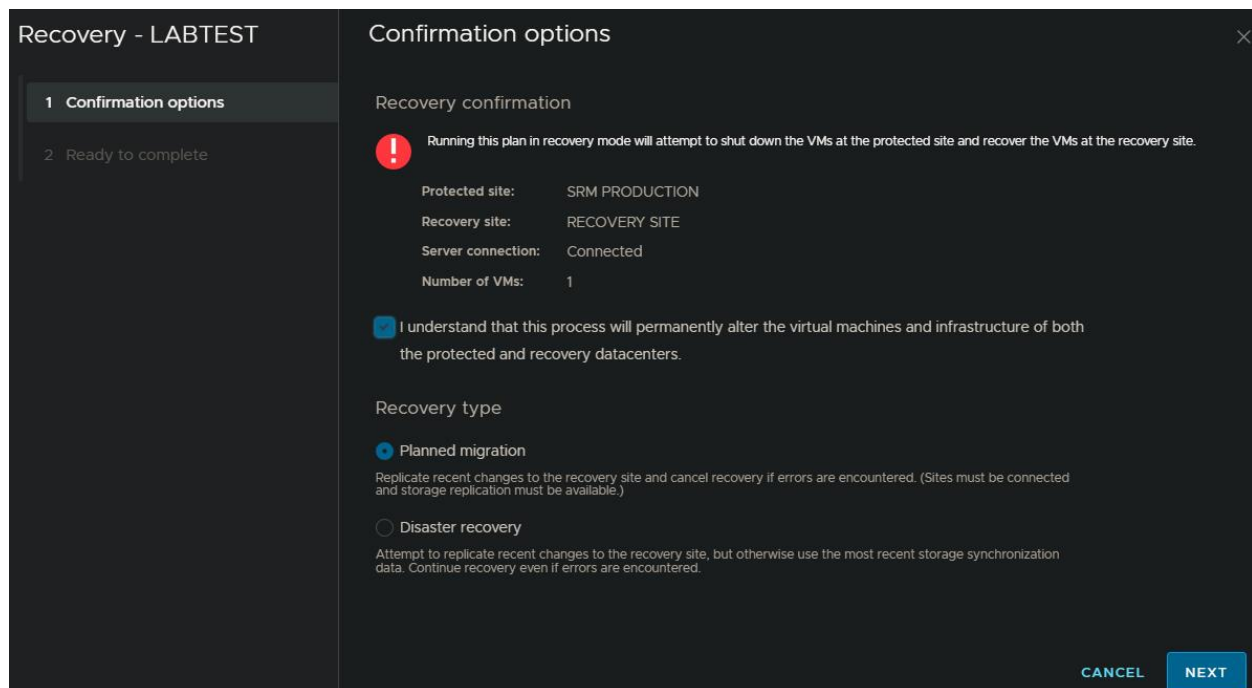 Recovery - LABTEST
1 Confirmation options
2 Ready to complete
Confirmation options
Recovery confirmation
Running this plan in recovery mode will attempt to shut down the VMs at the protected site and recover the VMs at the recovery site.
Protected site: SRM PRODUCTION
Recovery site: RECOVERY SITE
Server connection: Connected
Number of VMs: 1
I understand that this process will permanently alter the virtual machines and infrastructure of both
the protected and recovery datacenters.
Recovery type
Planned migration
Replicate recent changes to the recovery site and cancel recovery if errors are encountered. (Sites must be connected
and storage replication must be available.)
Disaster recovery
Attempt to replicate recent changes to the recovery site, but otherwise use the most recent storage synchronization
data. Continue recovery even if errors are encountered.
CANCEL NEXT